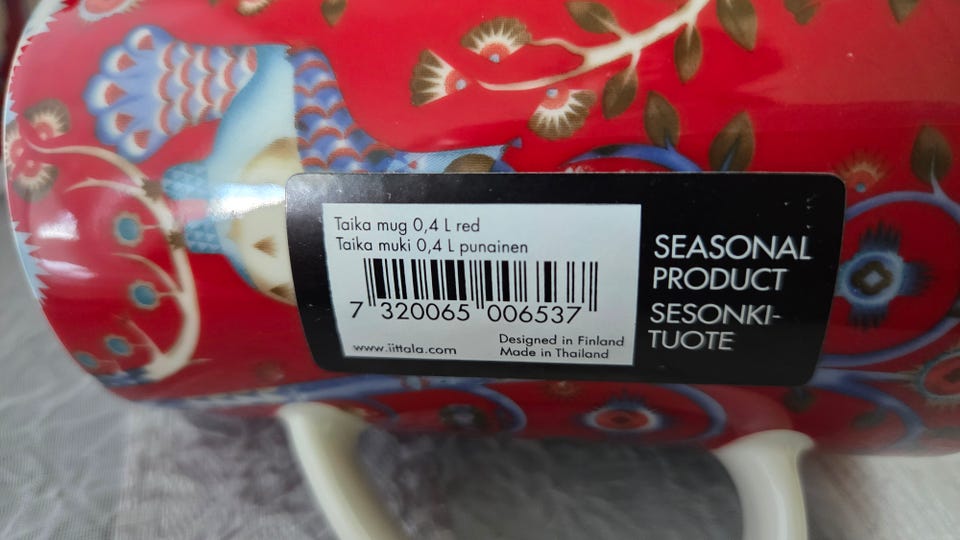 Taika mug 0,4 L red
Taika muki 0,4 L punainen
7 320065 006537
www.iittala.com
Designed in Finland
Made in Thailand
SEASONAL
PRODUCT
SESONKI-
TUOTE